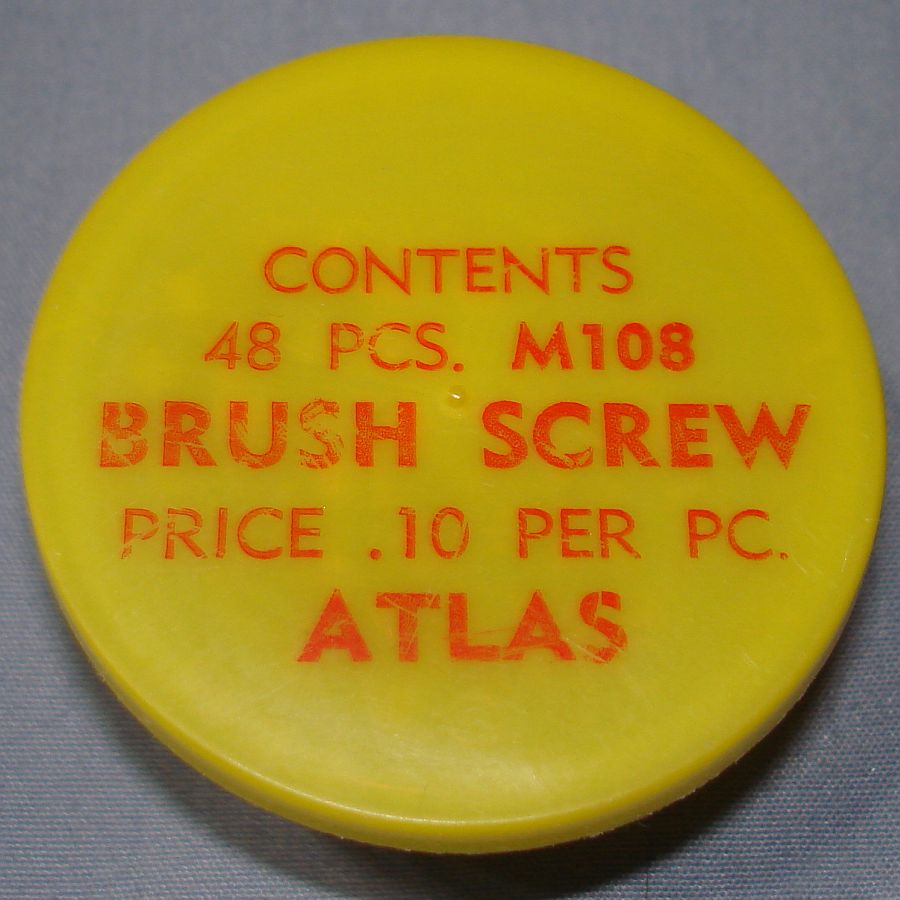 CONTENTS
48 PCS. M108
BRUSH SCREW
PRICE .10 PER PC.
ATLAS